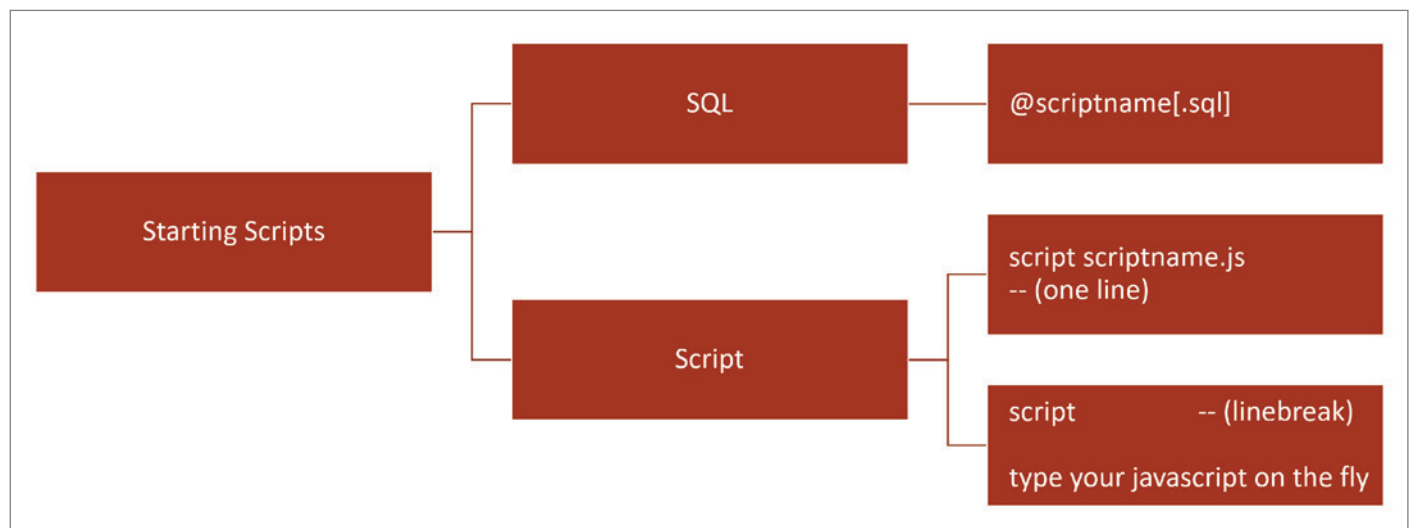 Starting Scripts
SQL
@scriptname[.sql]
Script
script scriptname.js
-- (one line)
script -- (linebreak)
type your javascript on the fly